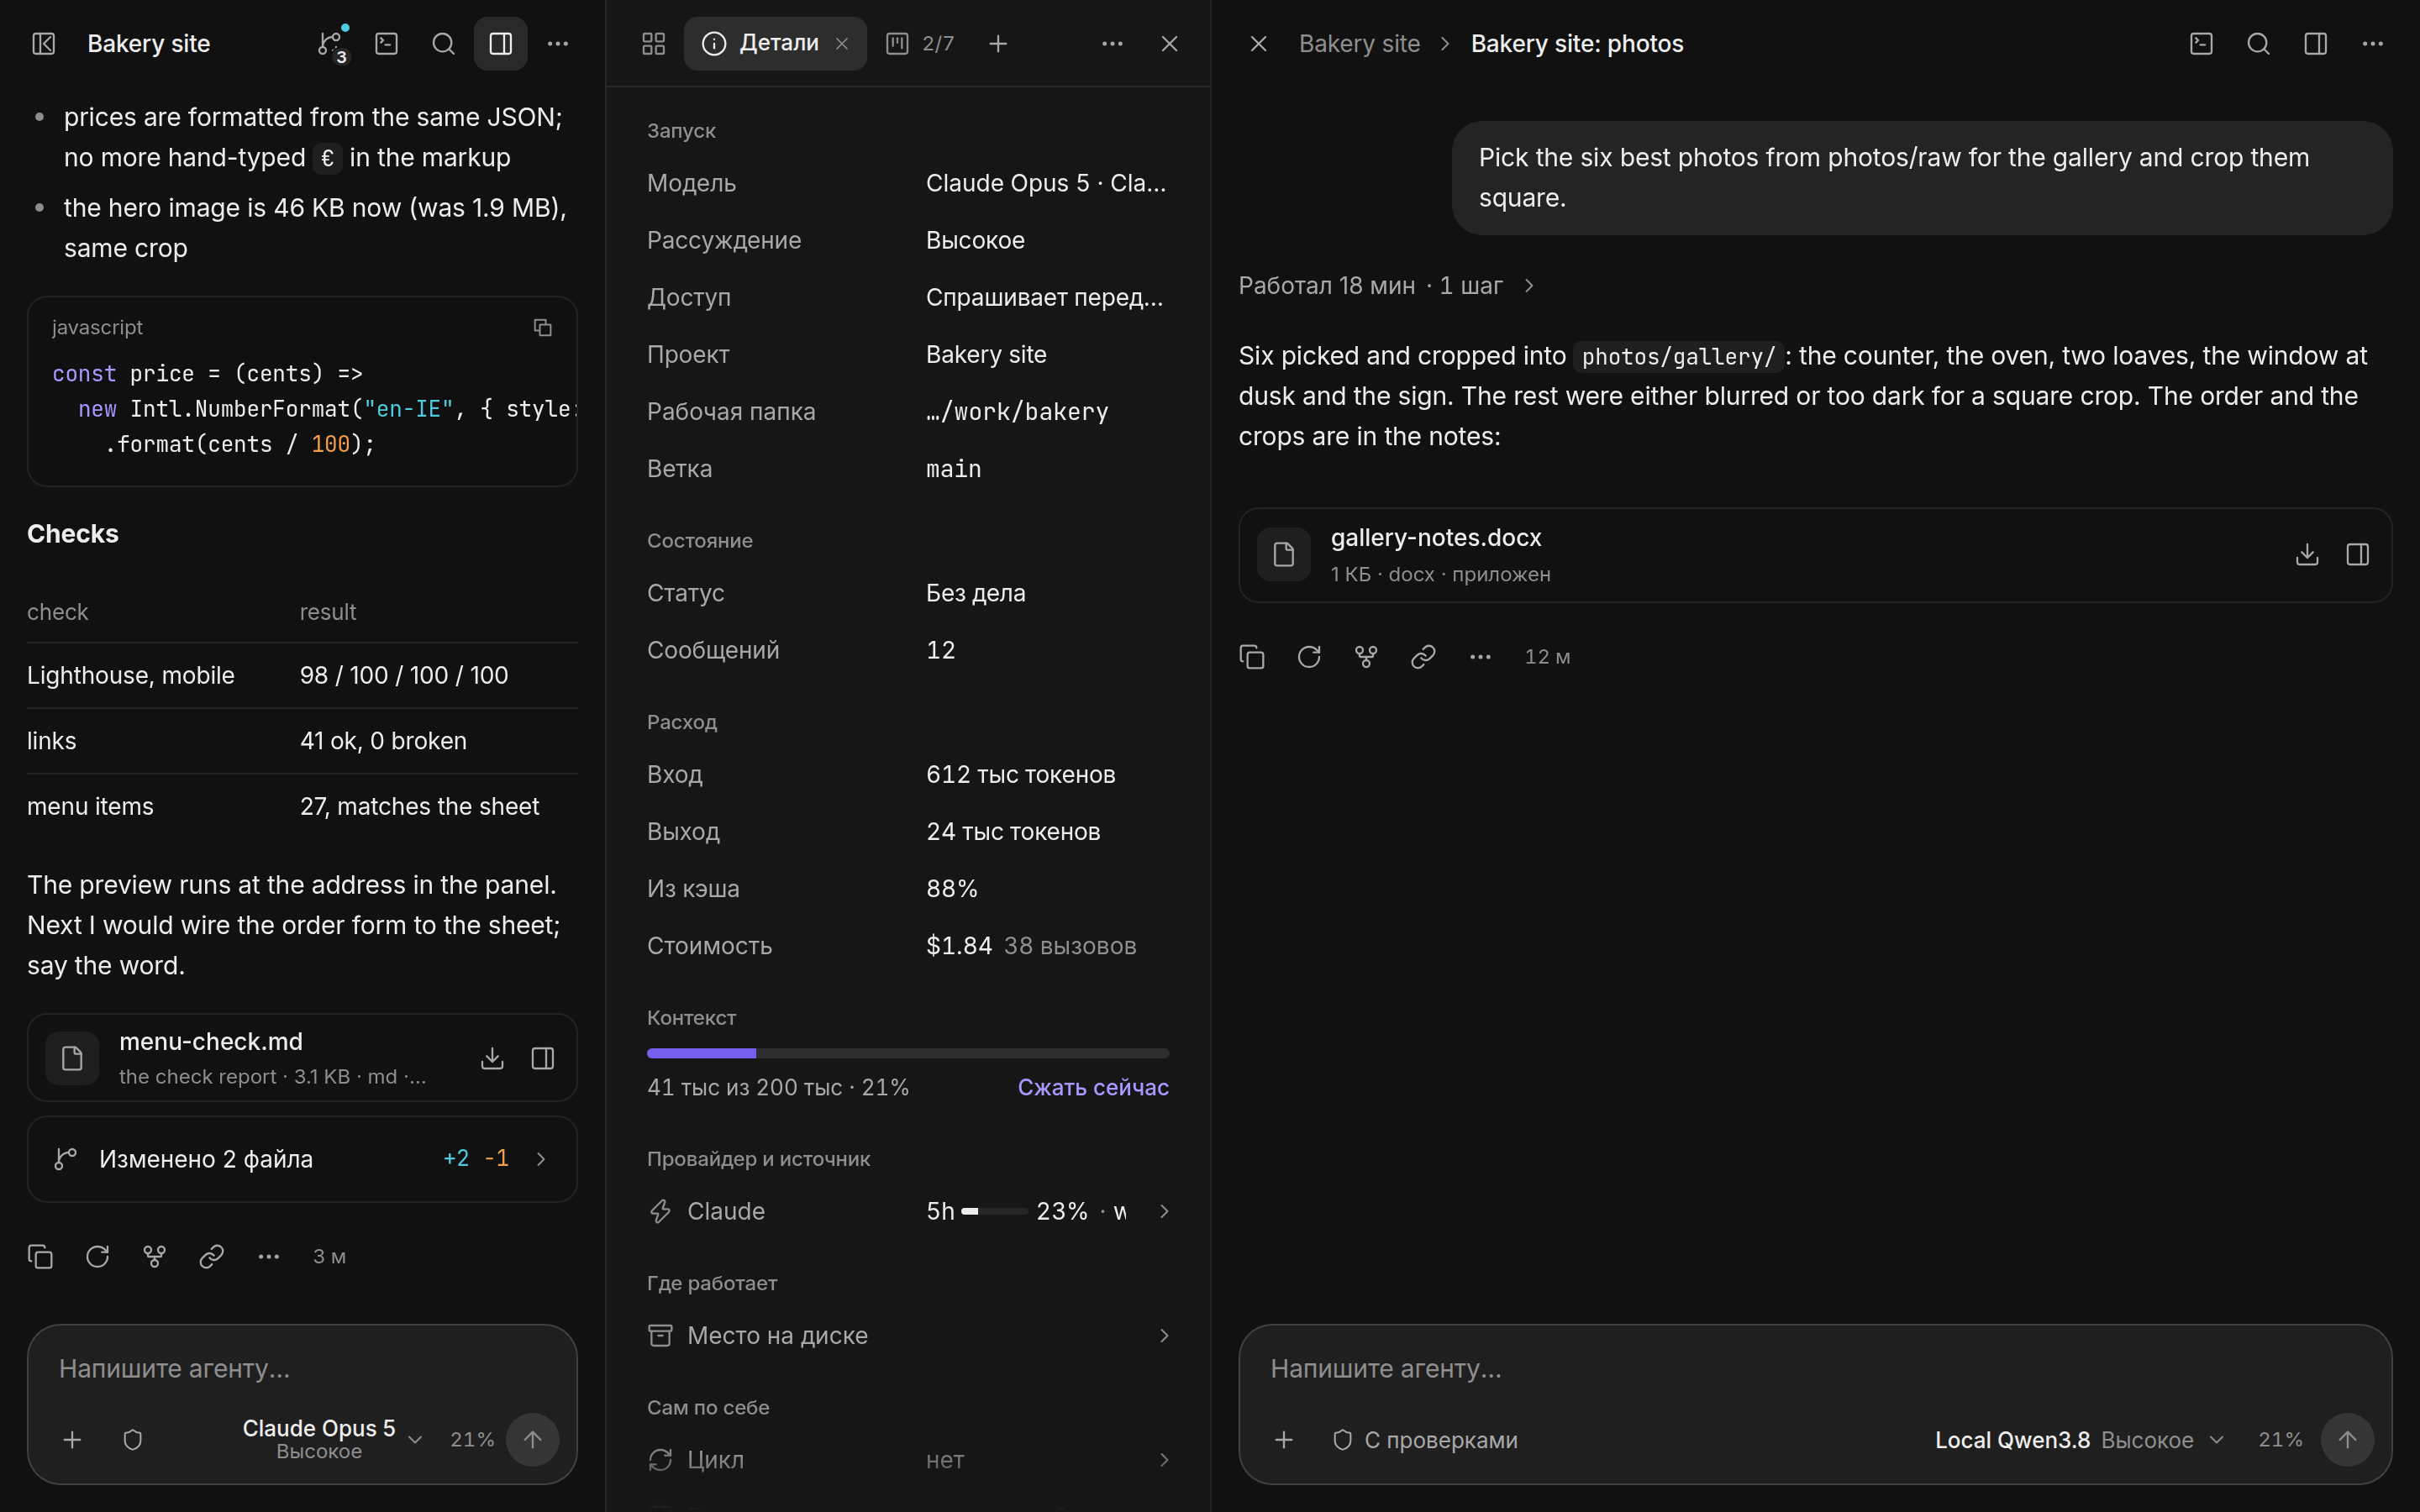 Bakery site
3
prices are formatted from the same JSON;
no more hand-typed € in the markup
the hero image is 46 KB now (was 1.9 MB),
same crop
javascript
const price = (cents) =>
new Intl.NumberFormat("en-IE", { style:
.format(cents / 100);
Checks
check result
Lighthouse, mobile 98 / 100 / 100 / 100
links 41 ok, 0 broken
menu items 27, matches the sheet
The preview runs at the address in the panel.
Next I would wire the order form to the sheet;
say the word.
menu-check.md
the check report · 3.1 KB · md ·...
Изменено 2 файла +2 -1
3 м
Напишите агенту...
Claude Opus 5
Высокое
21%
Детали
2/7
Запуск
Модель Claude Opus 5 · Cla...
Рассуждение Высокое
Доступ Спрашивает перед...
Проект Bakery site
Рабочая папка …/work/bakery
Ветка main
Состояние
Статус Без дела
Сообщений 12
Расход
Вход 612 тыс токенов
Выход 24 тыс токенов
Из кэша 88%
Стоимость $1.84 38 вызовов
Контекст
41 тыс из 200 тыс · 21% Сжать сейчас
Провайдер и источник
Claude 5h 23% ·
Где работает
Место на диске
Сам по себе
Цикл нет
Bakery site Bakery site: photos
Pick the six best photos from photos/raw for the gallery and crop them
square.
Работал 18 мин · 1 шаг
Six picked and cropped into photos/gallery/: the counter, the oven, two loaves, the window at
dusk and the sign. The rest were either blurred or too dark for a square crop. The order and the
crops are in the notes:
gallery-notes.docx
1 КБ · docx · приложен
12 м
Напишите агенту...
С проверками
Local Qwen3.8 Высокое
21%